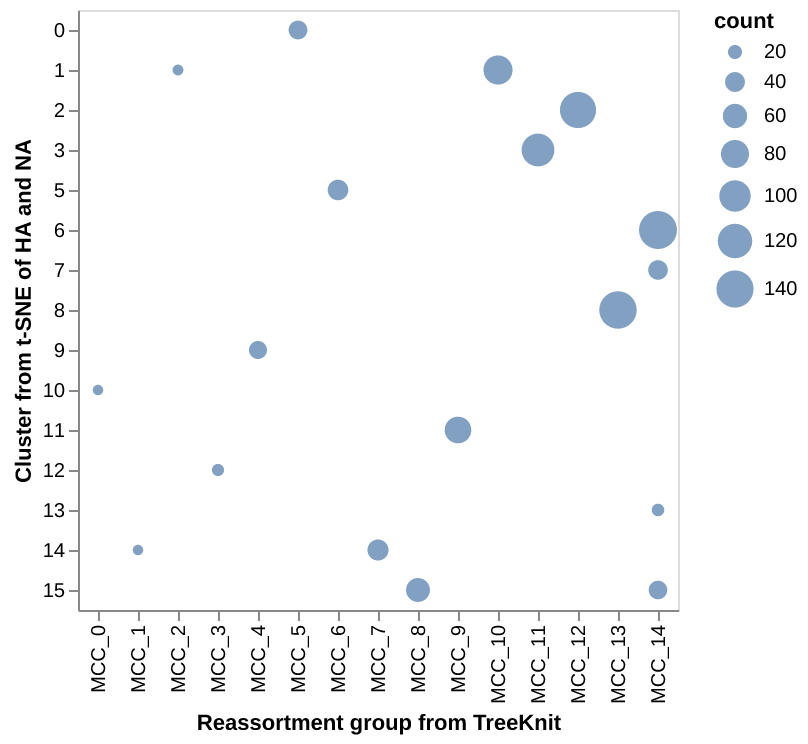 count
20
40
60
80
100
120
140
Cluster from t-SNE of HA and NA
0
1
2
3
5
6
7
8
9
10
11
12
13
14
15
MCC_0
MCC_1
MCC_2
MCC_3
MCC_4
MCC_5
MCC_6
MCC_7
MCC_8
MCC_9
MCC_10
MCC_11
MCC_12
MCC_13
MCC_14
Reassortment group from TreeKnit